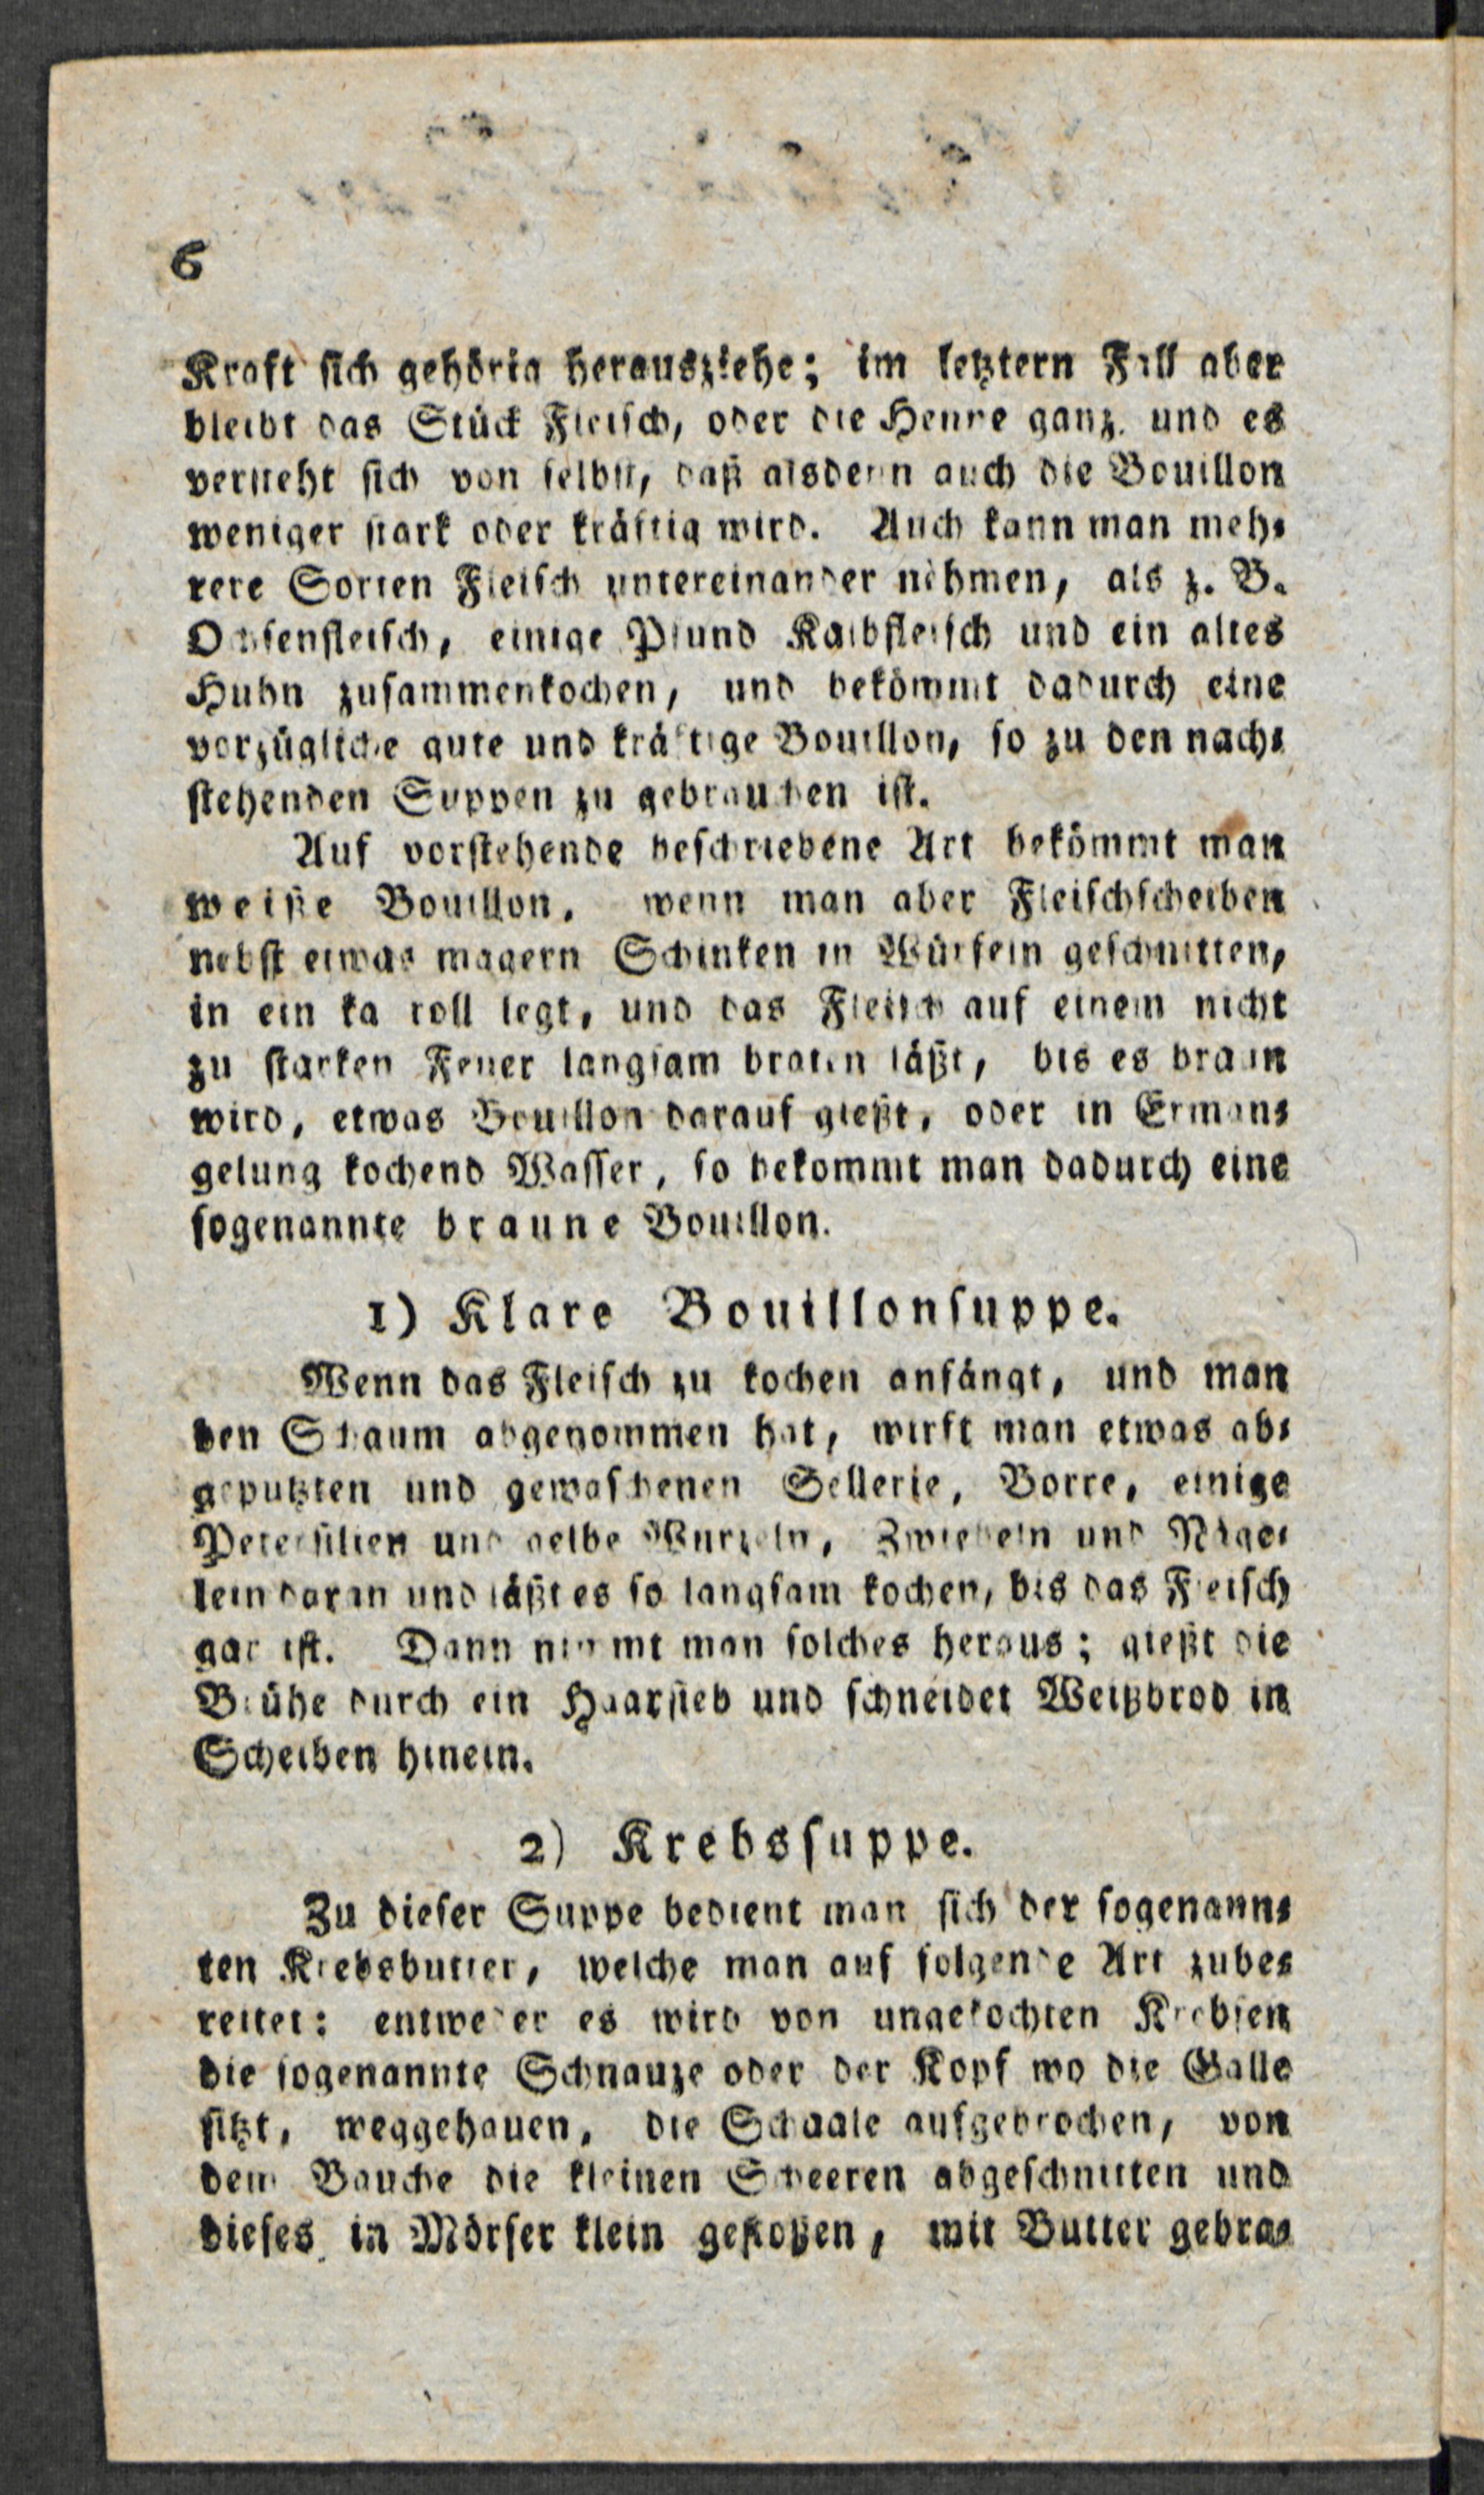 6
Kraft sich gehörig herausziehe; im letztern Fall aber
bleibt das Stück Fleisch, oder die Henne ganz. und es
versteht sich von selbst, daß alsdenn auch die Bouillon
weniger stark oder kräftig wird. Auch kann man meh-
rere Sorten Fleisch untereinander nehmen, als z. B.
Ochsenfleisch, einige Pfund Kalbfleisch und ein altes
Huhn zusammenkochen, und bekömmt dadurch eine
vorzügliche gute und kräftige Bouillon, so zu den nach-
stehenden Suppen zu gebrauchen ist.
Auf vorstehende beschriebene Art bekömmt man
weiße Bouillon. wenn man aber Fleischscheiben
nebst etwas magern Schinken in Würfeln geschnitten,
in ein kastroll legt, und das Fleisch auf einem nicht
zu starken Feuer langsam braten läßt, bis es braun
wird, etwas Bouillon darauf gießt, oder in Erman-
gelung kochend Wasser, so bekommt man dadurch eine
sogenannte braune Bouillon.
1) Klare Bouillonsuppe.
Wenn das Fleisch zu kochen anfängt, und man
den Schaum abgenommen hat, wirft man etwas ab-
geputzten und gewaschenen Sellerie, Borre, einige
Petersilien und gelbe Wurzeln, Zwiebeln und Näge-
lein daran und läßt es so langsam kochen, bis das Fleisch
gar ist. Dann nimmt man solches heraus; gießt die
Brühe durch ein Haarsieb und schneidet Weißbrod in
Scheiben hinein.
2) Krebssuppe.
Zu dieser Suppe bedient man sich der sogenann-
ten Krebsbutter, welche man auf folgende Art zube-
reitet: entweder es wird von ungekochten Krebsen
die sogenannte Schnauze oder der Kopf wo die Galle
sitzt, weggehauen, die Schaale aufgebrochen, von
dem Bauche die kleinen Scheeren abgeschnitten und
dieses in Mörser klein gestoßen, mit Butter gebra-